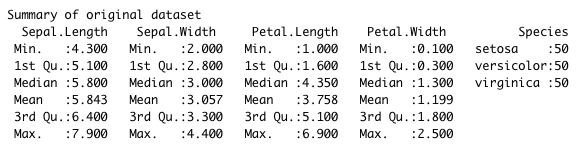 Summary of original dataset
  Sepal.Length    Sepal.Width     Petal.Length    Petal.Width          Species
 Min.   :4.300   Min.   :2.000   Min.   :1.000   Min.   :0.100   setosa    :50
 1st Qu.:5.100   1st Qu.:2.800   1st Qu.:1.600   1st Qu.:0.300   versicolor:50
 Median :5.800   Median :3.000   Median :4.350   Median :1.300   virginica :50
 Mean   :5.843   Mean   :3.057   Mean   :3.758   Mean   :1.199
 3rd Qu.:6.400   3rd Qu.:3.300   3rd Qu.:5.100   3rd Qu.:1.800
 Max.   :7.900   Max.   :4.400   Max.   :6.900   Max.   :2.500